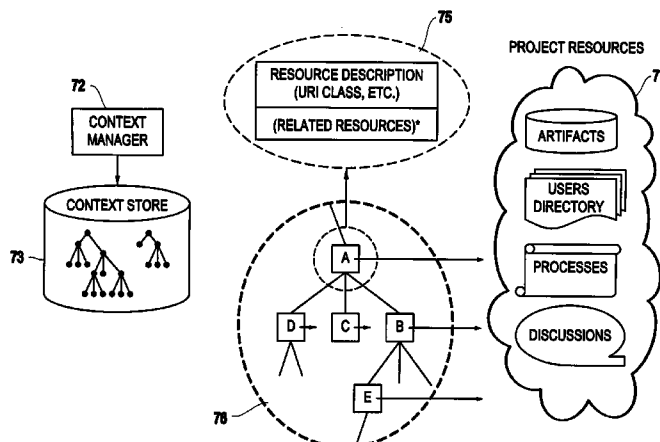 75
PROJECT RESOURCES
72
CONTEXT
MANAGER
RESOURCE DESCRIPTION
(URI CLASS, ETC.)
(RELATED RESOURCES)*
7
ARTIFACTS
USERS
DIRECTORY
CONTEXT STORE
73
A
PROCESSES
D
C
B
DISCUSSIONS
E
76